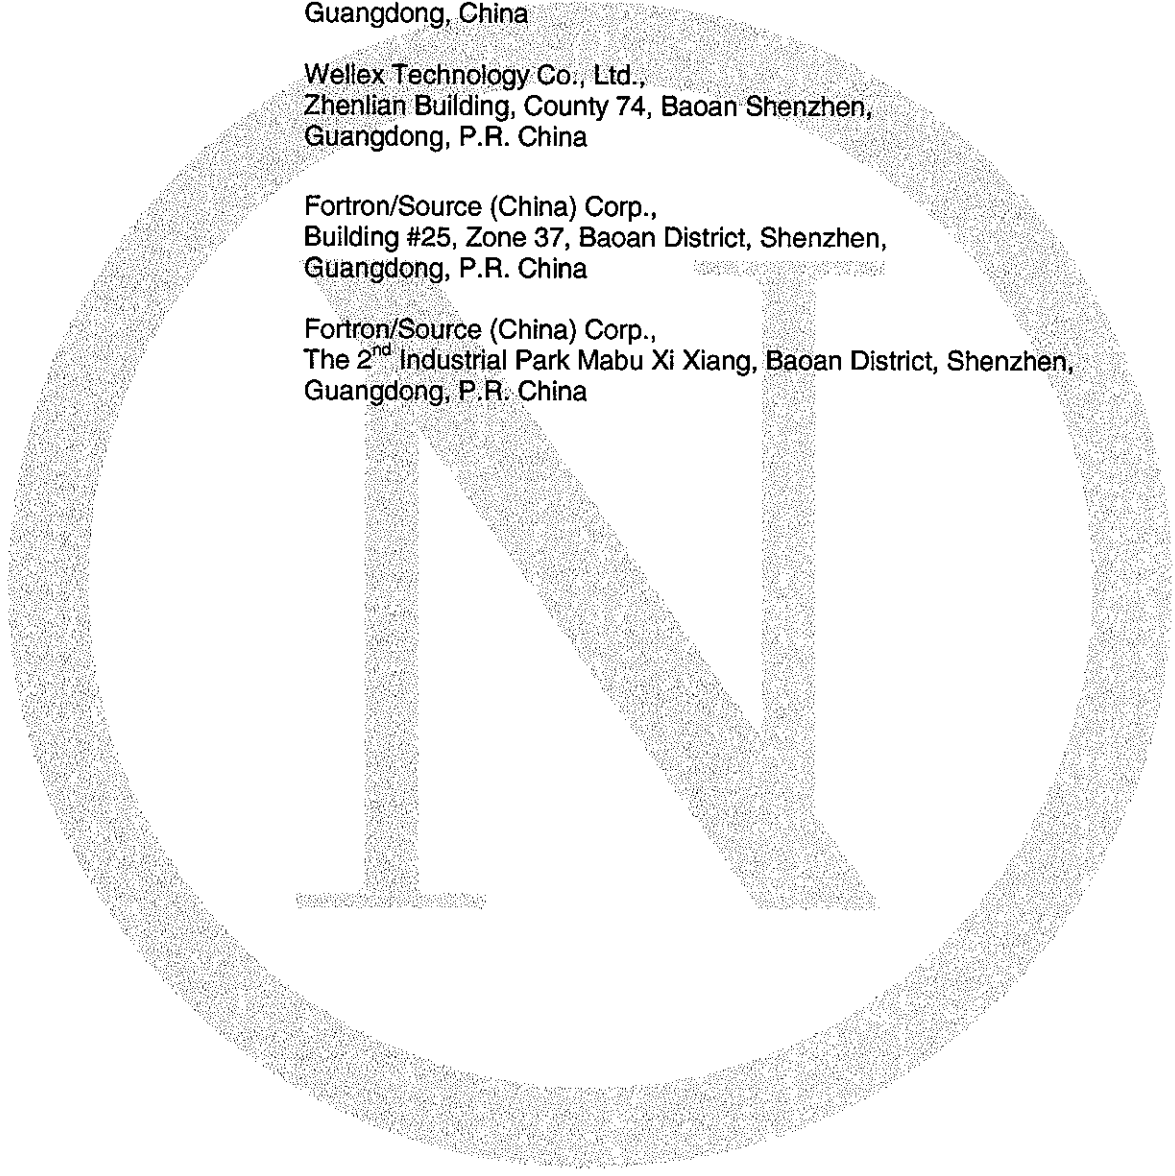 Guangdong, China
Wellex Technology Co., Ltd.,
Zhenlian Building, County 74, Baoan Shenzhen,
Guangdong, P.R. China
Fortron/Source (China) Corp.,
Building #25, Zone 37, Baoan District, Shenzhen,
Guangdong, P.R. China
Fortron/Source (China) Corp.,
The 2nd Industrial Park Mabu Xi Xiang, Baoan District, Shenzhen,
Guangdong, P.R. China
N